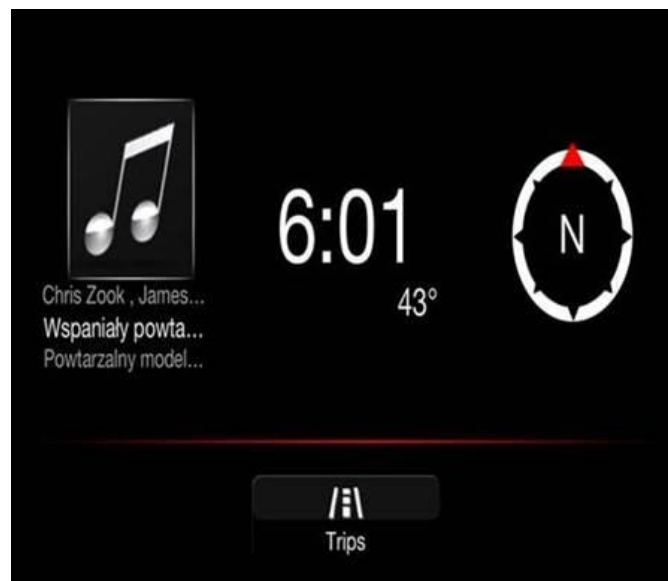 Chris Zook , James...
Wspaniały powta...
Powtarzalny model...
6:01
43°
N
Trips